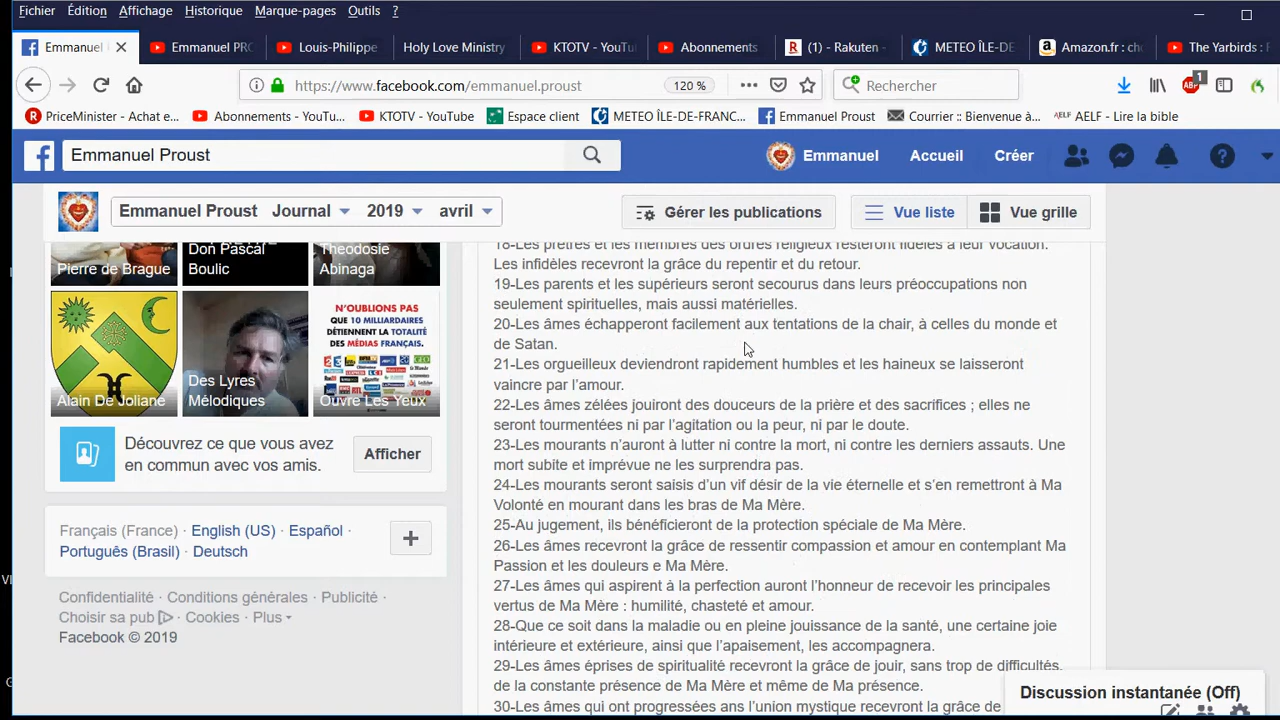 Fichier Édition Affichage Historique Marque-pages Outils ?
Emmanuel Emmanuel PRO Louis-Philippe Holy Love Ministry KTOTV - YouTu Abonnements (1) - Rakuten METEO ÎLE-DE- Amazon.fr : che The Yarbirds :
https://www.facebook.com/emmanuel.proust 120 % Rechercher 1
PriceMinister - Achat e... Abonnements - YouTu... KTOTV - YouTube Espace client METEO ÎLE-DE-FRANC... Emmanuel Proust Courrier :: Bienvenue à... AELF - Lire la bible
Emmanuel Proust Emmanuel Accueil Créer
Emmanuel Proust Journal 2019 avril Gérer les publications Vue liste Vue grille
Pierre de Brague
Don Pascal
Boulic
Théodosie
Abinaga
Alain De Joliane
Des Lyres
Mélodiques
N'OUBLIONS PAS
QUE 10 MILLIARDAIRES
DÉTIENNENT LA TOTALITÉ
DES MÉDIAS FRANÇAIS.
Ouvre Les Yeux
Découvrez ce que vous avez
en commun avec vos amis.
Afficher
Français (France) · English (US) · Español ·
Português (Brasil) · Deutsch
Confidentialité · Conditions générales · Publicité ·
Choisir sa pub · Cookies · Plus
Facebook © 2019
18-Les prêtres et les membres des ordres religieux resteront fidèles à leur vocation.
Les infidèles recevront la grâce du repentir et du retour.
19-Les parents et les supérieurs seront secourus dans leurs préoccupations non
seulement spirituelles, mais aussi matérielles.
20-Les âmes échapperont facilement aux tentations de la chair, à celles du monde et
de Satan.
21-Les orgueilleux deviendront rapidement humbles et les haineux se laisseront
vaincre par l'amour.
22-Les âmes zélées jouiront des douceurs de la prière et des sacrifices ; elles ne
seront tourmentées ni par l'agitation ou la peur, ni par le doute.
23-Les mourants n'auront à lutter ni contre la mort, ni contre les derniers assauts. Une
mort subite et imprévue ne les surprendra pas.
24-Les mourants seront saisis d'un vif désir de la vie éternelle et s'en remettront à Ma
Volonté en mourant dans les bras de Ma Mère.
25-Au jugement, ils bénéficieront de la protection spéciale de Ma Mère.
26-Les âmes recevront la grâce de ressentir compassion et amour en contemplant Ma
Passion et les douleurs e Ma Mère.
27-Les âmes qui aspirent à la perfection auront l'honneur de recevoir les principales
vertus de Ma Mère : humilité, chasteté et amour.
28-Que ce soit dans la maladie ou en pleine jouissance de la santé, une certaine joie
intérieure et extérieure, ainsi que l'apaisement, les accompagnera.
29-Les âmes éprises de spiritualité recevront la grâce de jouir, sans trop de difficultés,
de la constante présence de Ma Mère et même de Ma présence.
30-Les âmes qui ont progressées ans l'union mystique recevront la grâce de
Discussion instantanée (Off)